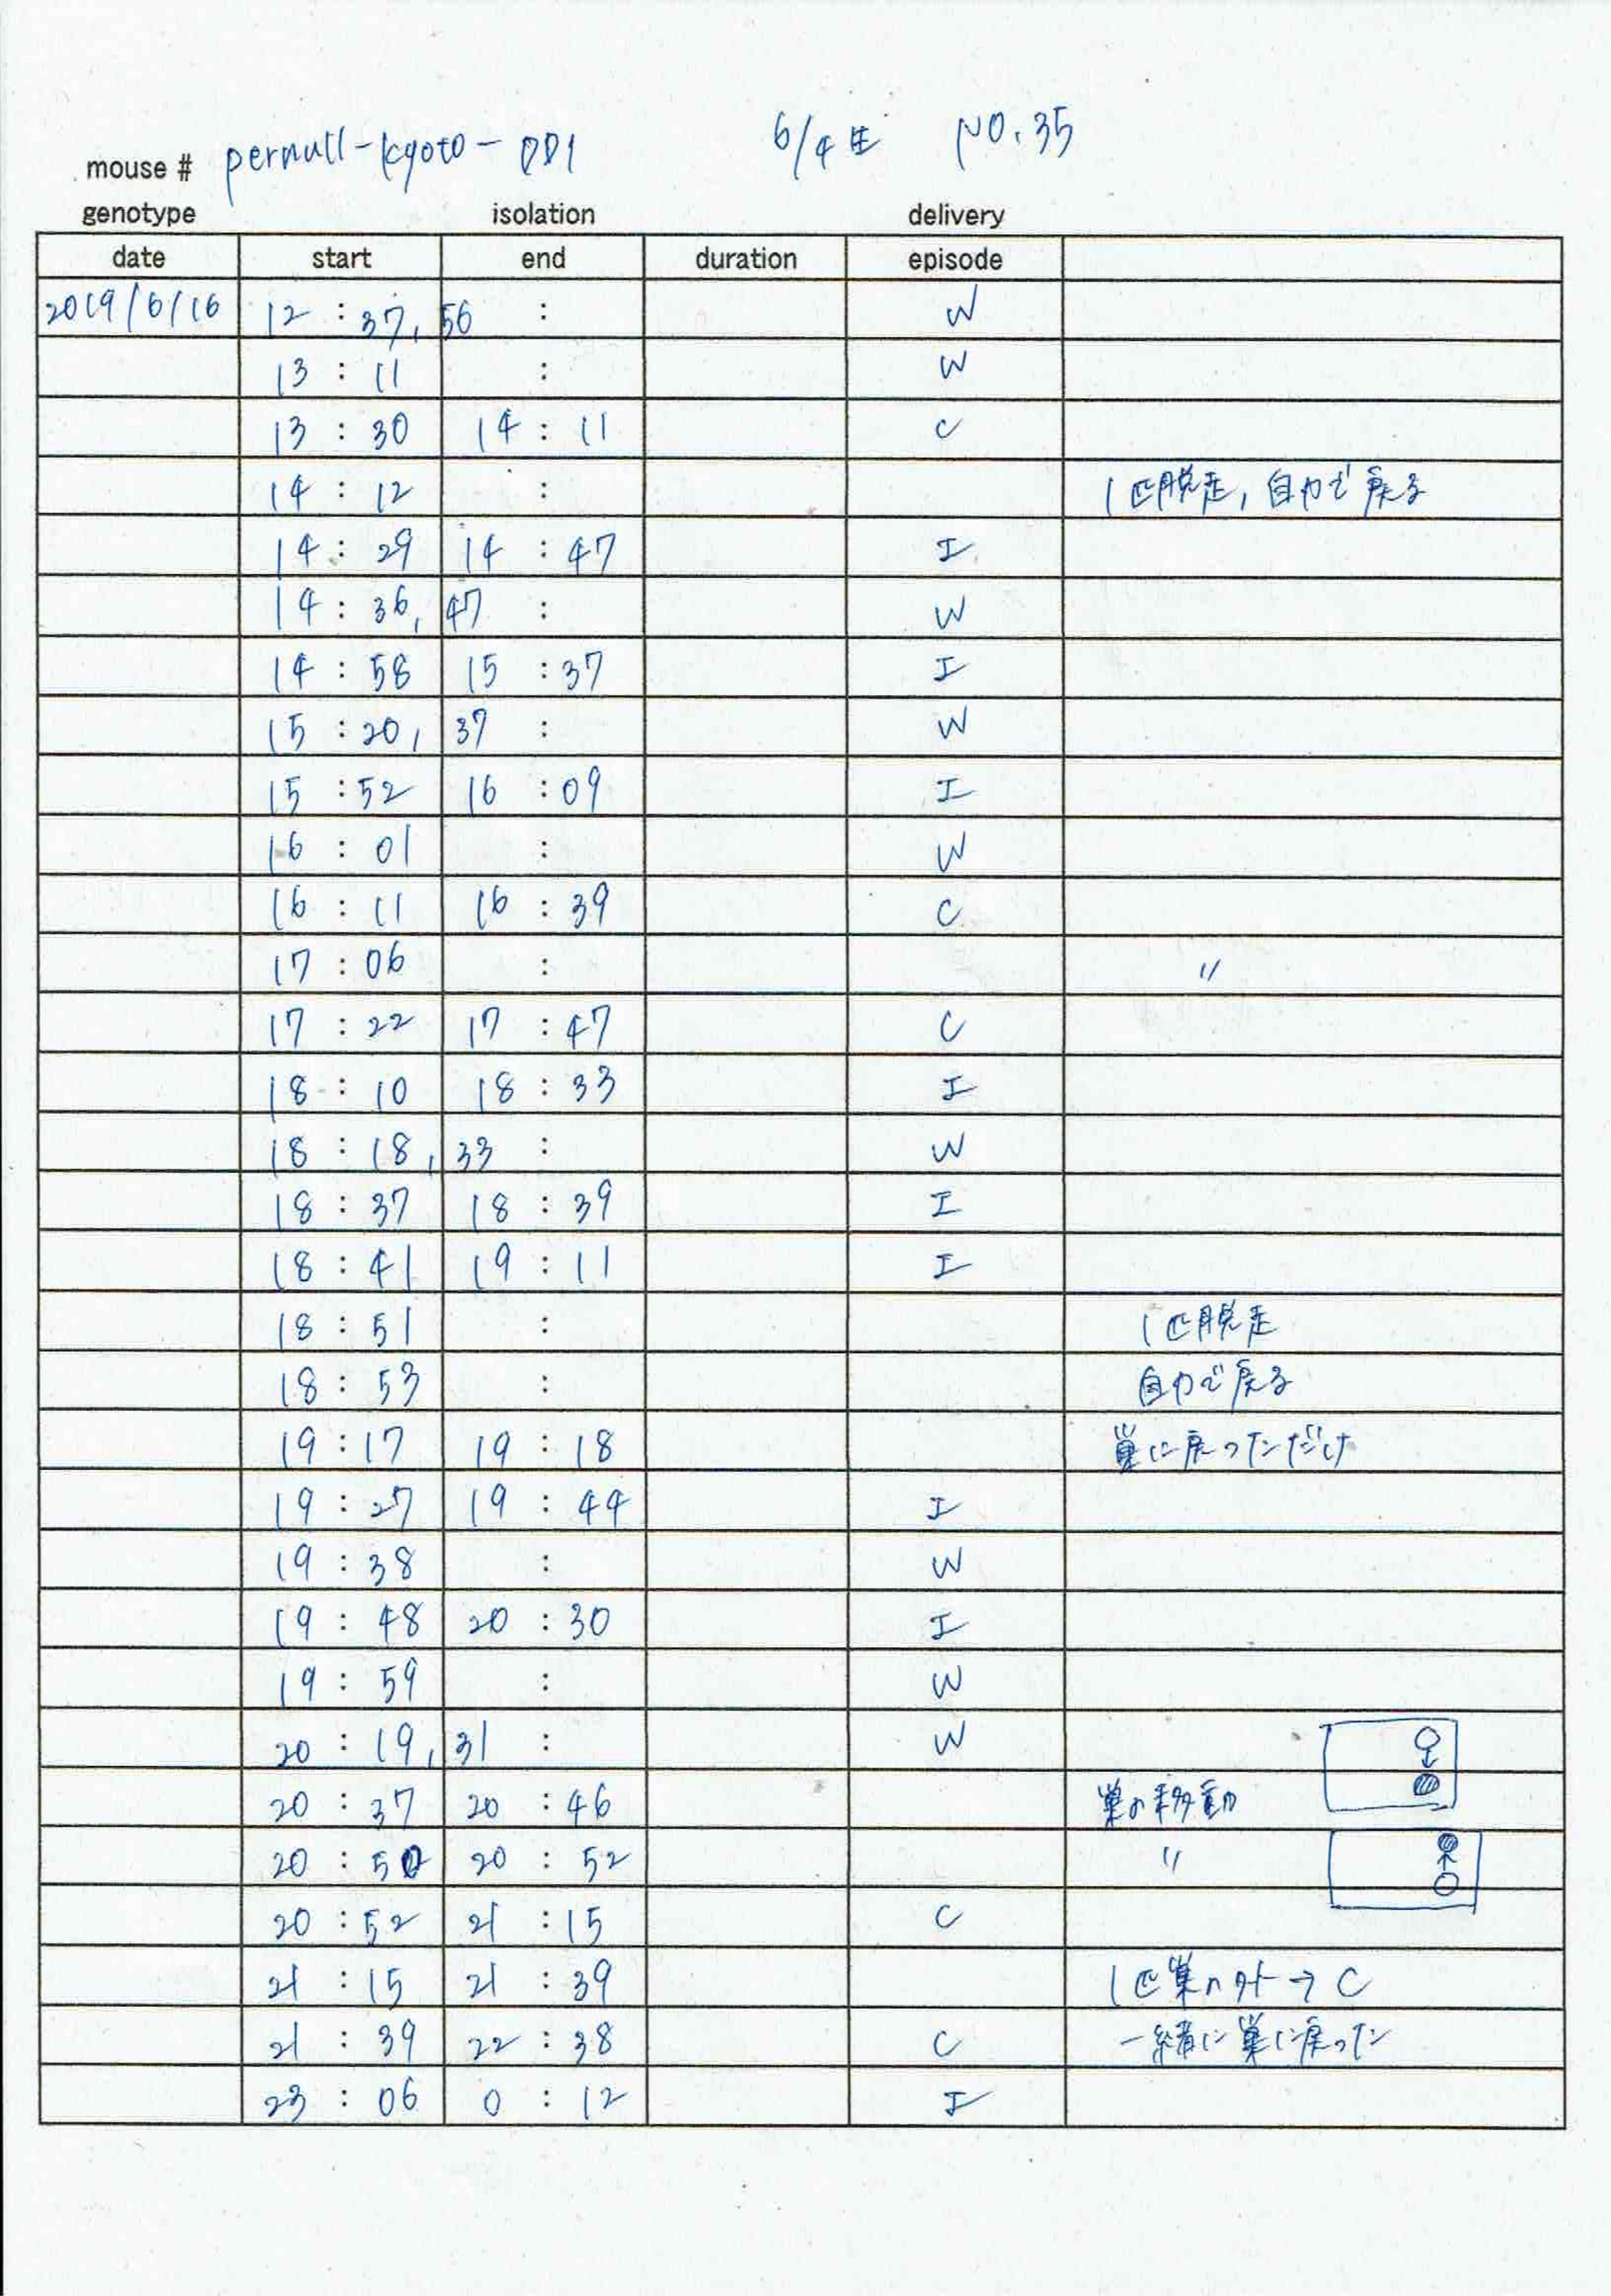 6/4生 NO.35
mouse # pernull-kyoto-001
genotype isolation delivery
date start end duration episode
2019/6/16 12:37,56 : W
13:11 : W
13:30 14:11 C
14:12 : 1匹脱走,自力で戻る
14:29 14:47 I
14:36,47 : W
14:58 15:37 I
15:20,37 : W
15:52 16:09 I
16:01 : W
16:11 16:39 C
17:06 : 〃
17:22 17:47 C
18:10 18:33 I
18:18,33 : W
18:37 18:39 I
18:41 19:11 I
18:51 : 1匹脱走
18:53 : 自力で戻る
19:17 19:18 巣に戻っただけ
19:27 19:44 I
19:38 : W
19:48 20:30 I
19:59 : W
20:19,31 : W
20:37 20:46 巣の移動
20:50 20:52 〃
20:52 21:15 C
21:15 21:39 1匹巣の外→C
21:39 22:38 C 一緒に巣に戻った
23:06 0:12 I